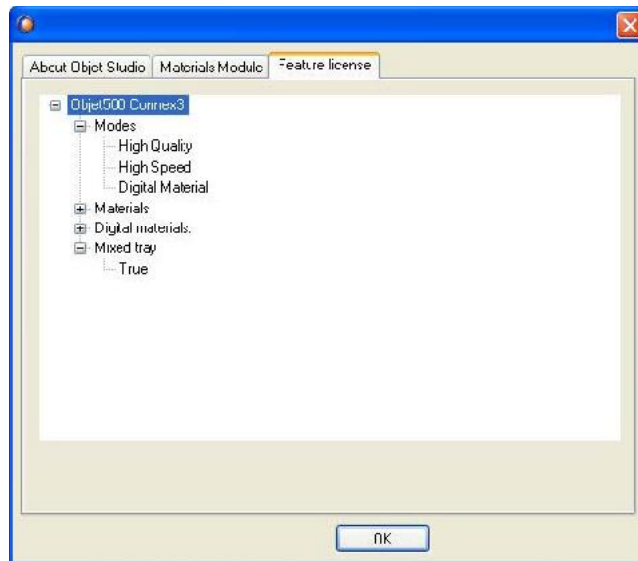 About Objet Studio Materials Module Feature license
Objet500 Connex3
Modes
High Quality
High Speed
Digital Material
Materials
Digital materials.
Mixed tray
True
OK